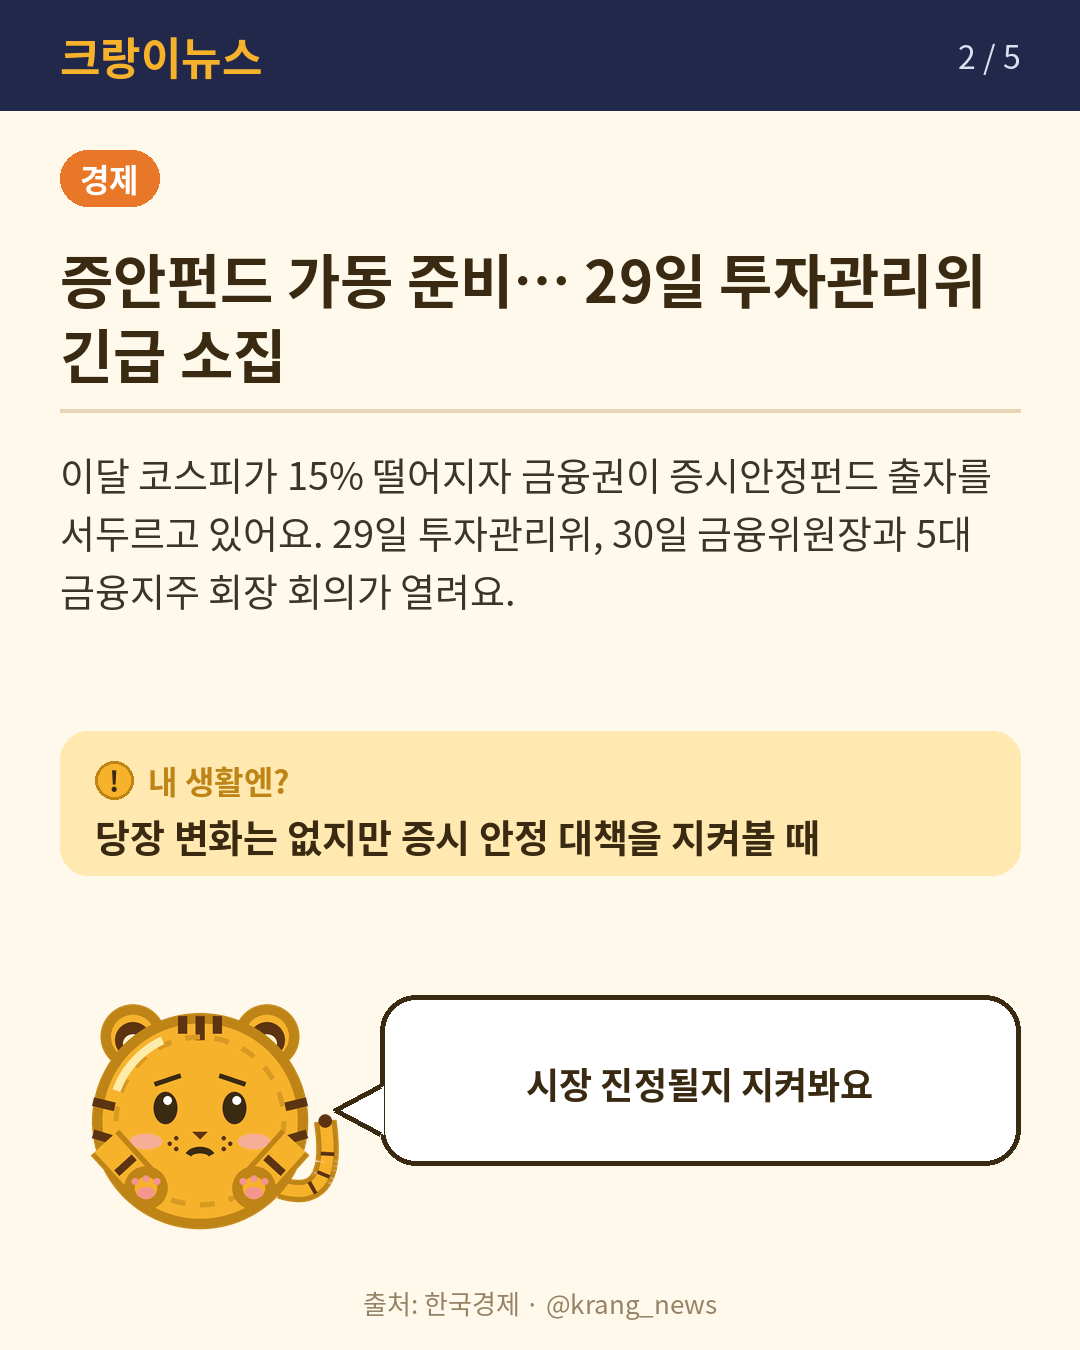 크랑이뉴스
2 / 5
경제
증안펀드 가동 준비… 29일 투자관리위
긴급 소집
이달 코스피가 15% 떨어지자 금융권이 증시안정펀드 출자를
서두르고 있어요. 29일 투자관리위, 30일 금융위원장과 5대
금융지주 회장 회의가 열려요.
! 내 생활엔?
당장 변화는 없지만 증시 안정 대책을 지켜볼 때
시장 진정될지 지켜봐요
출처: 한국경제 · @krang_news